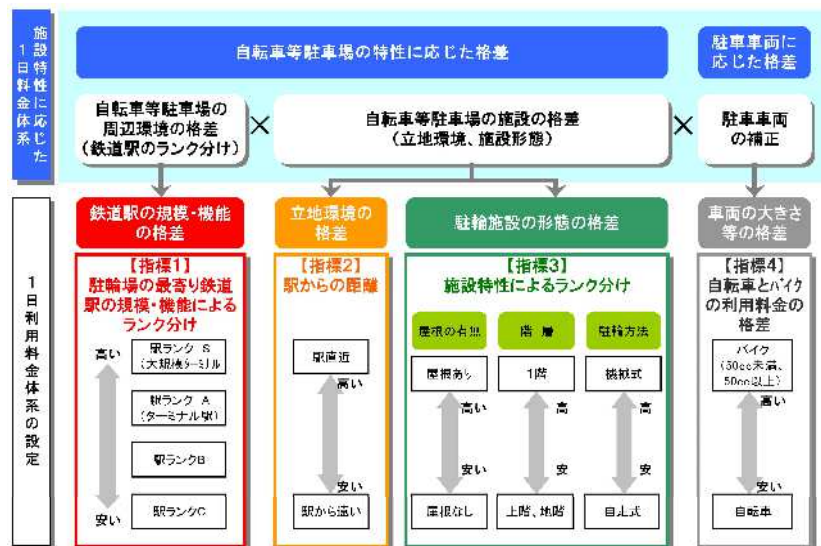 施設特性に応じた
1日料金体系
自転車等駐車場の特性に応じた格差
駐車車両に
応じた格差
自転車等駐車場の
周辺環境の格差
(鉄道駅のランク分け)
×
自転車等駐車場の施設の格差
(立地環境、施設形態)
×
駐車車両
の補正
1日利用料金体系の設定
鉄道駅の規模・機能
の格差
立地環境の
格差
駐輪施設の形態の格差
車両の大きさ
等の格差
【指標1】
駐輪場の最寄り鉄道
駅の規模・機能による
ランク分け
高い
安い
駅ランク S
(大規模ターミナル
駅ランク A
(ターミナル駅)
駅ランクB
駅ランクC
【指標2】
駅からの距離
駅直近
高い
安い
駅から遠い
【指標3】
施設特性によるランク分け
屋根の有無
階 層
駐輪方法
屋根あり
1階
機械式
高い
高
高
安い
安
安
屋根なし
上階、地階
自走式
【指標4】
自転車とバイク
の利用料金の
格差
バイク
(50cc未満、
50cc以上)
高い
安い
自転車